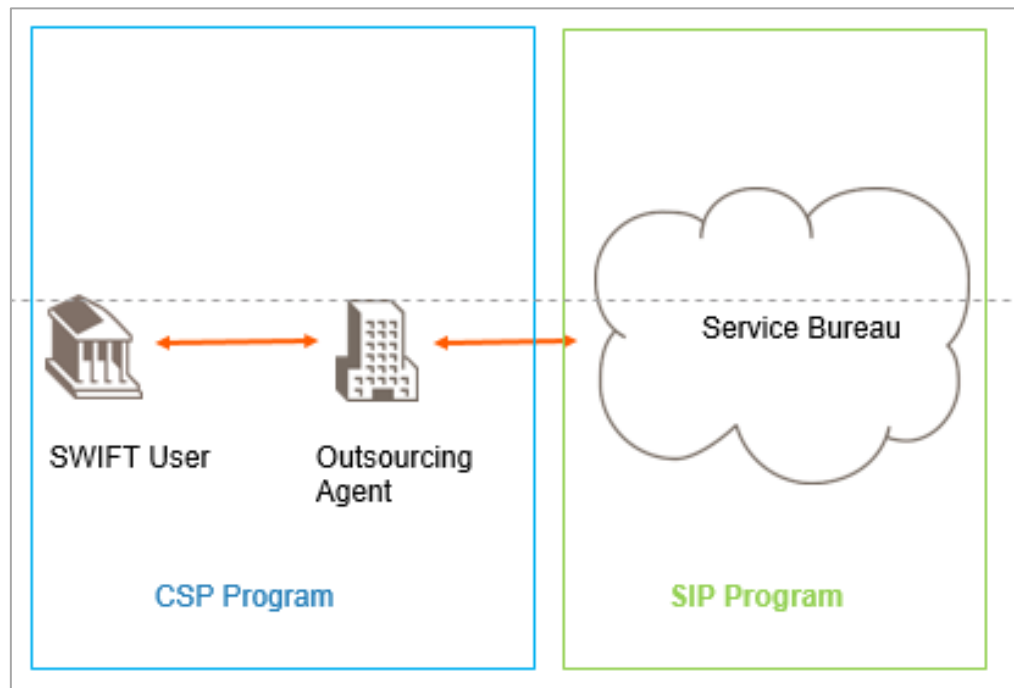 Service Bureau
SWIFT User
Outsourcing
Agent
CSP Program
SIP Program